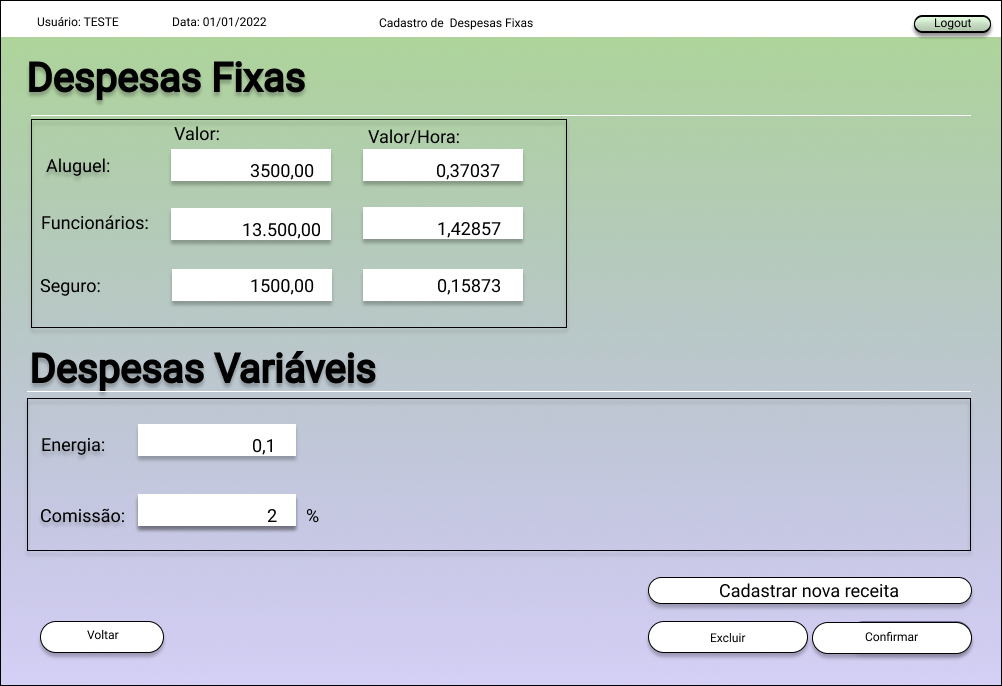 Usuário: TESTE Data: 01/01/2022 Cadastro de  Despesas Fixas Logout
Despesas Fixas
Valor: Valor/Hora:
Aluguel: 3500,00 0,37037
Funcionários: 13.500,00 1,42857
Seguro: 1500,00 0,15873
Despesas Variáveis
Energia: 0,1
Comissão: 2 %
Cadastrar nova receita
Voltar Excluir Confirmar